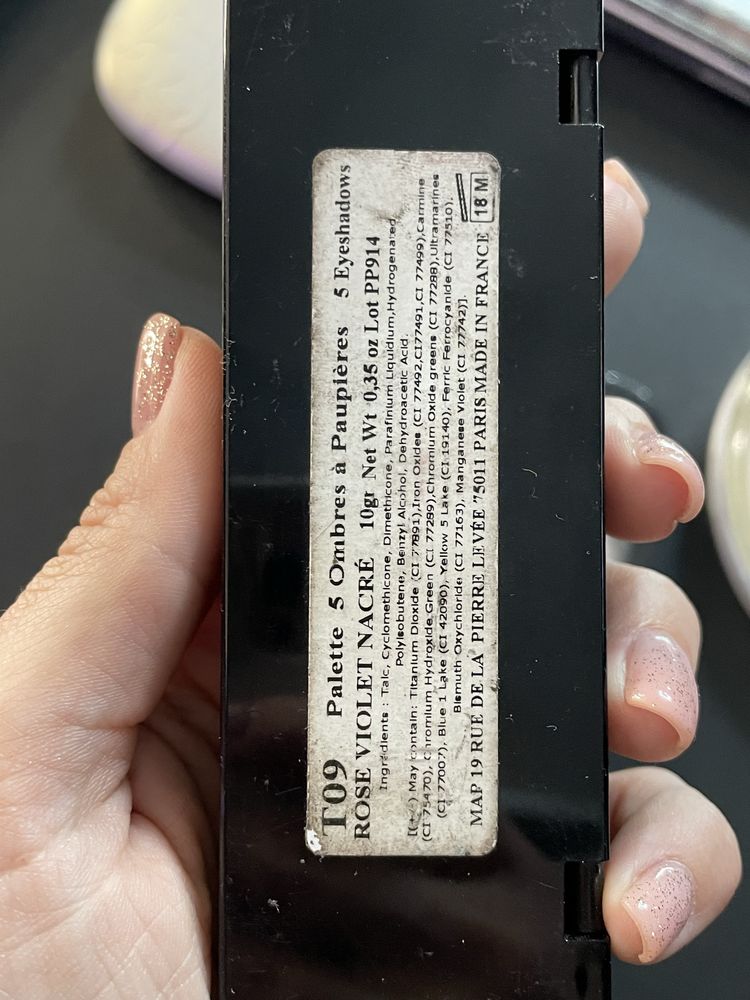 T09 Palette 5 Ombres à Paupières 5 Eyeshadows
ROSE VIOLET NACRÉ 10gr Net Wt 0,35 oz Lot PP914
Ingrédients : Talc, Cyclomethicone, Dimethicone, Parafinium Liquidium,Hydrogenated
Polyisobutene, Benzyl Alcohol, Dehydroacetic Acid.
[(+/-) May contain: Titanium Dioxide (CI 77891),Iron Oxides (CI 77492,CI77491,CI 77499),Carmine
(CI 75470), Chromium Hydroxide Green (CI 77289),Chromium Oxide greens (CI 77288),Ultramarines
(CI 77007), Blue 1 Lake (CI 42090), Yellow 5 Lake (CI 19140), Ferric Ferrocyanide (CI 77510),
Bismuth Oxychloride (CI 77163), Manganese Violet (CI 77742)].
MAP 19 RUE DE LA PIERRE LEVÉE 75011 PARIS MADE IN FRANCE 18 M